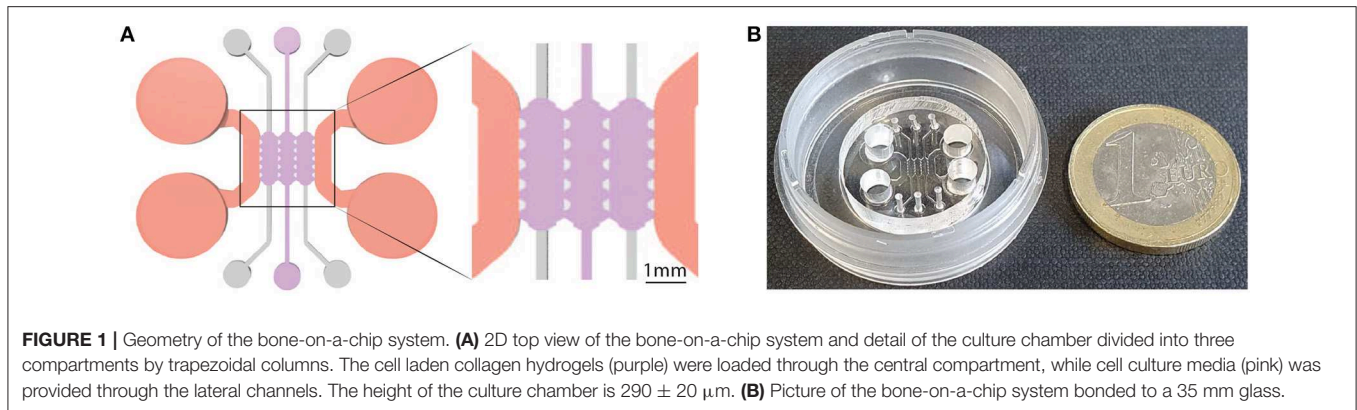 A
B
1mm
1
EURO
FIGURE 1 | Geometry of the bone-on-a-chip system. (A) 2D top view of the bone-on-a-chip system and detail of the culture chamber divided into three
compartments by trapezoidal columns. The cell laden collagen hydrogels (purple) were loaded through the central compartment, while cell culture media (pink) was
provided through the lateral channels. The height of the culture chamber is 290 ± 20 μm. (B) Picture of the bone-on-a-chip system bonded to a 35 mm glass.